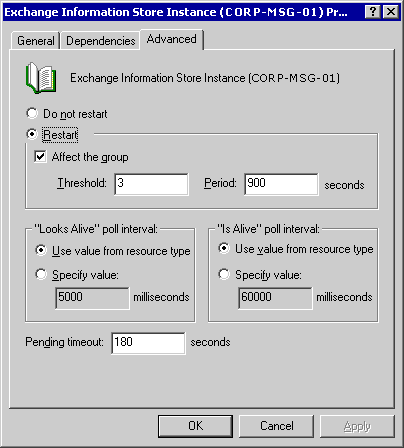 Exchange Information Store Instance (CORP-MSG-01) Pr...
General Dependencies Advanced
Exchange Information Store Instance (CORP-MSG-01)
Do not restart
Restart
Affect the group
Threshold: 3 Period: 900 seconds
"Looks Alive" poll interval: "Is Alive" poll interval:
Use value from resource type Use value from resource type
Specify value: Specify value:
5000 milliseconds 60000 milliseconds
Pending timeout: 180 seconds
OK Cancel Apply